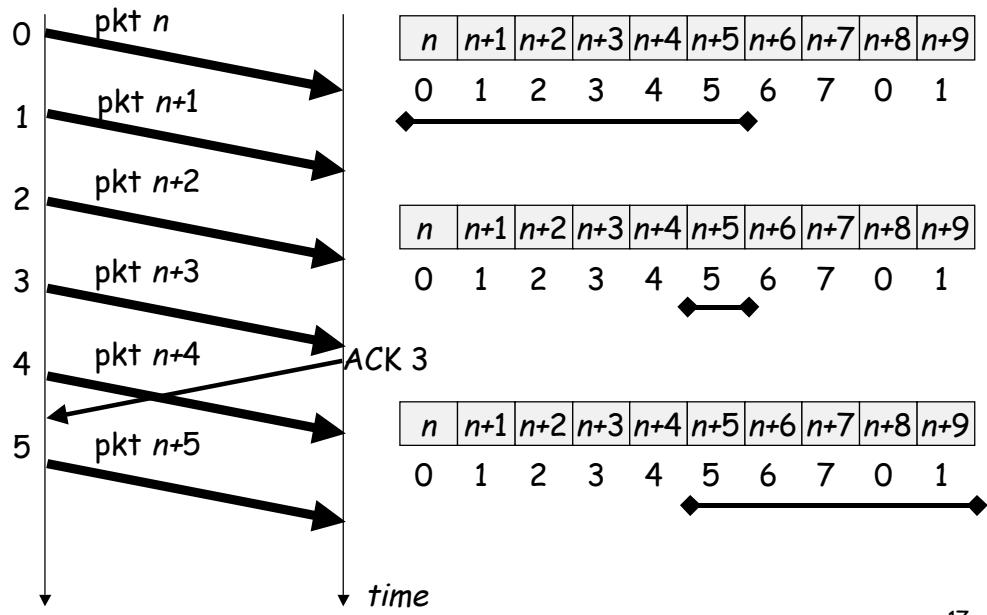 0
pkt n
1
pkt n+1
2
pkt n+2
3
pkt n+3
4
pkt n+4
ACK 3
5
pkt n+5
time
n n+1 n+2 n+3 n+4 n+5 n+6 n+7 n+8 n+9
0 1 2 3 4 5 6 7 0 1
n n+1 n+2 n+3 n+4 n+5 n+6 n+7 n+8 n+9
0 1 2 3 4 5 6 7 0 1
n n+1 n+2 n+3 n+4 n+5 n+6 n+7 n+8 n+9
0 1 2 3 4 5 6 7 0 1